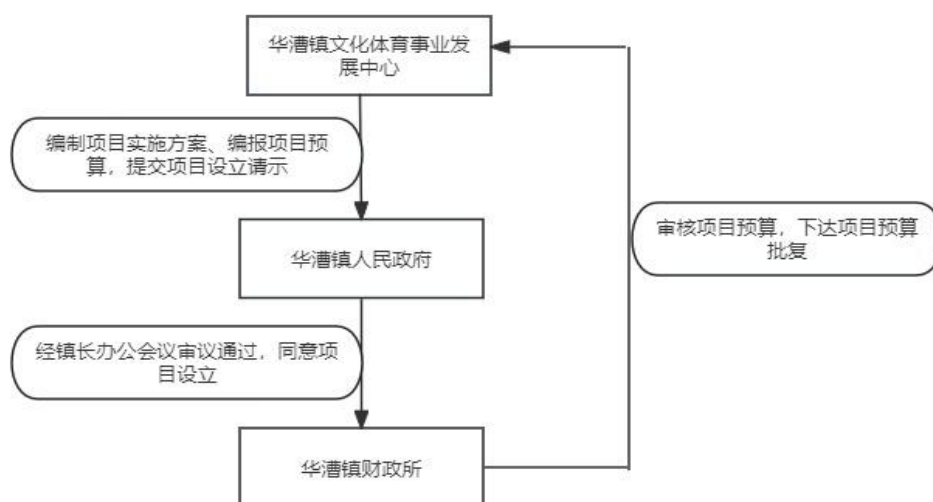 华漕镇文化体育事业发
展中心
编制项目实施方案、编报项目预
算，提交项目设立请示
华漕镇人民政府
审核项目预算，下达项目预算
批复
经镇长办公会议审议通过，同意项
目设立
华漕镇财政所